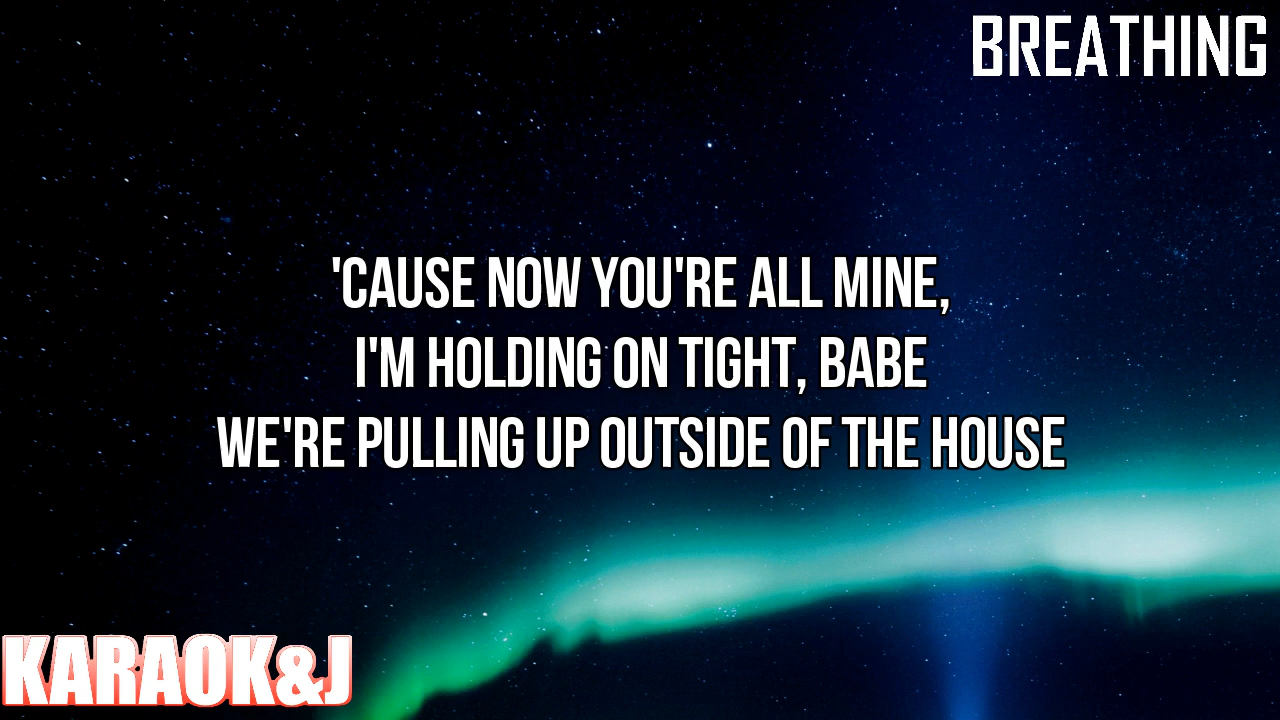 BREATHING
'CAUSE NOW YOU'RE ALL MINE,
I'M HOLDING ON TIGHT, BABE
WE'RE PULLING UP OUTSIDE OF THE HOUSE
KARAOK&J